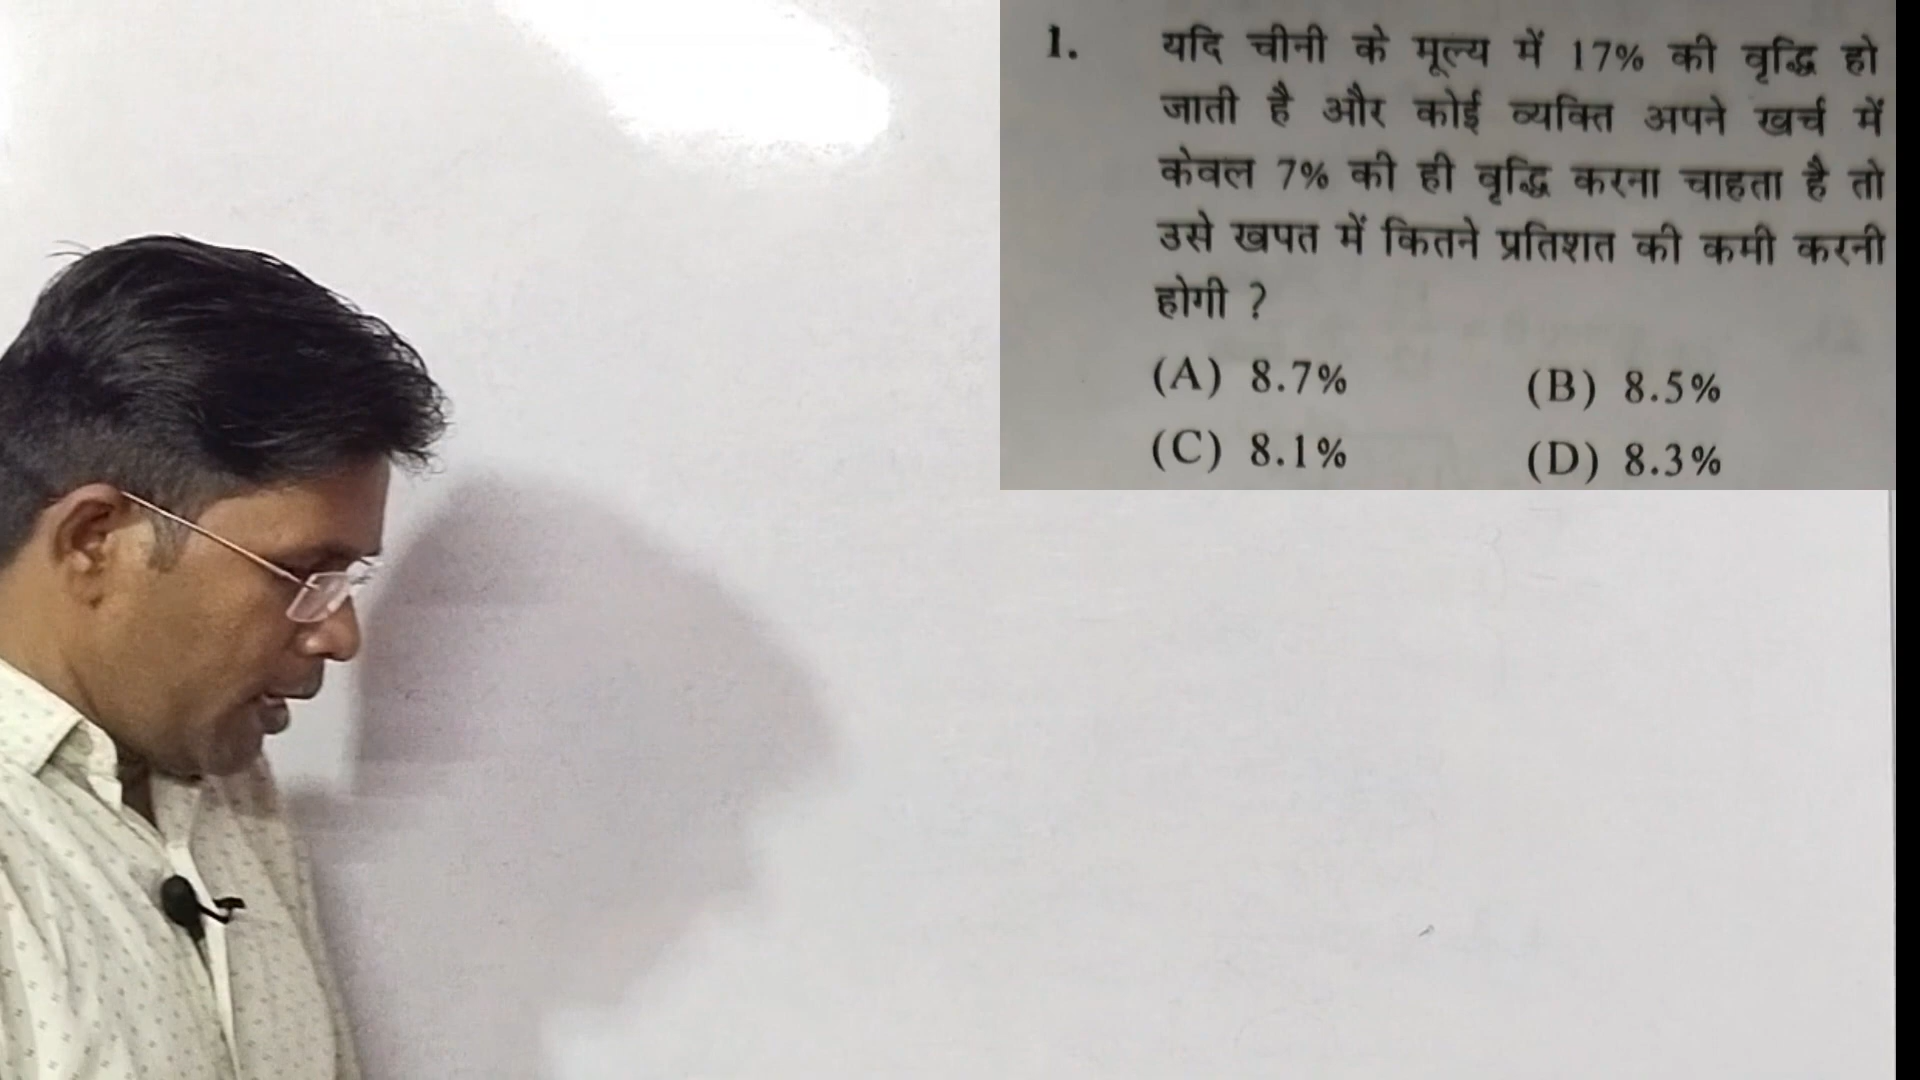 1. यदि चीनी के मूल्य में 17% की वृद्धि हो
जाती है और कोई व्यक्ति अपने खर्च में
केवल 7% की ही वृद्धि करना चाहता है तो
उसे खपत में कितने प्रतिशत की कमी करनी
होगी ?
(A) 8.7% (B) 8.5%
(C) 8.1% (D) 8.3%